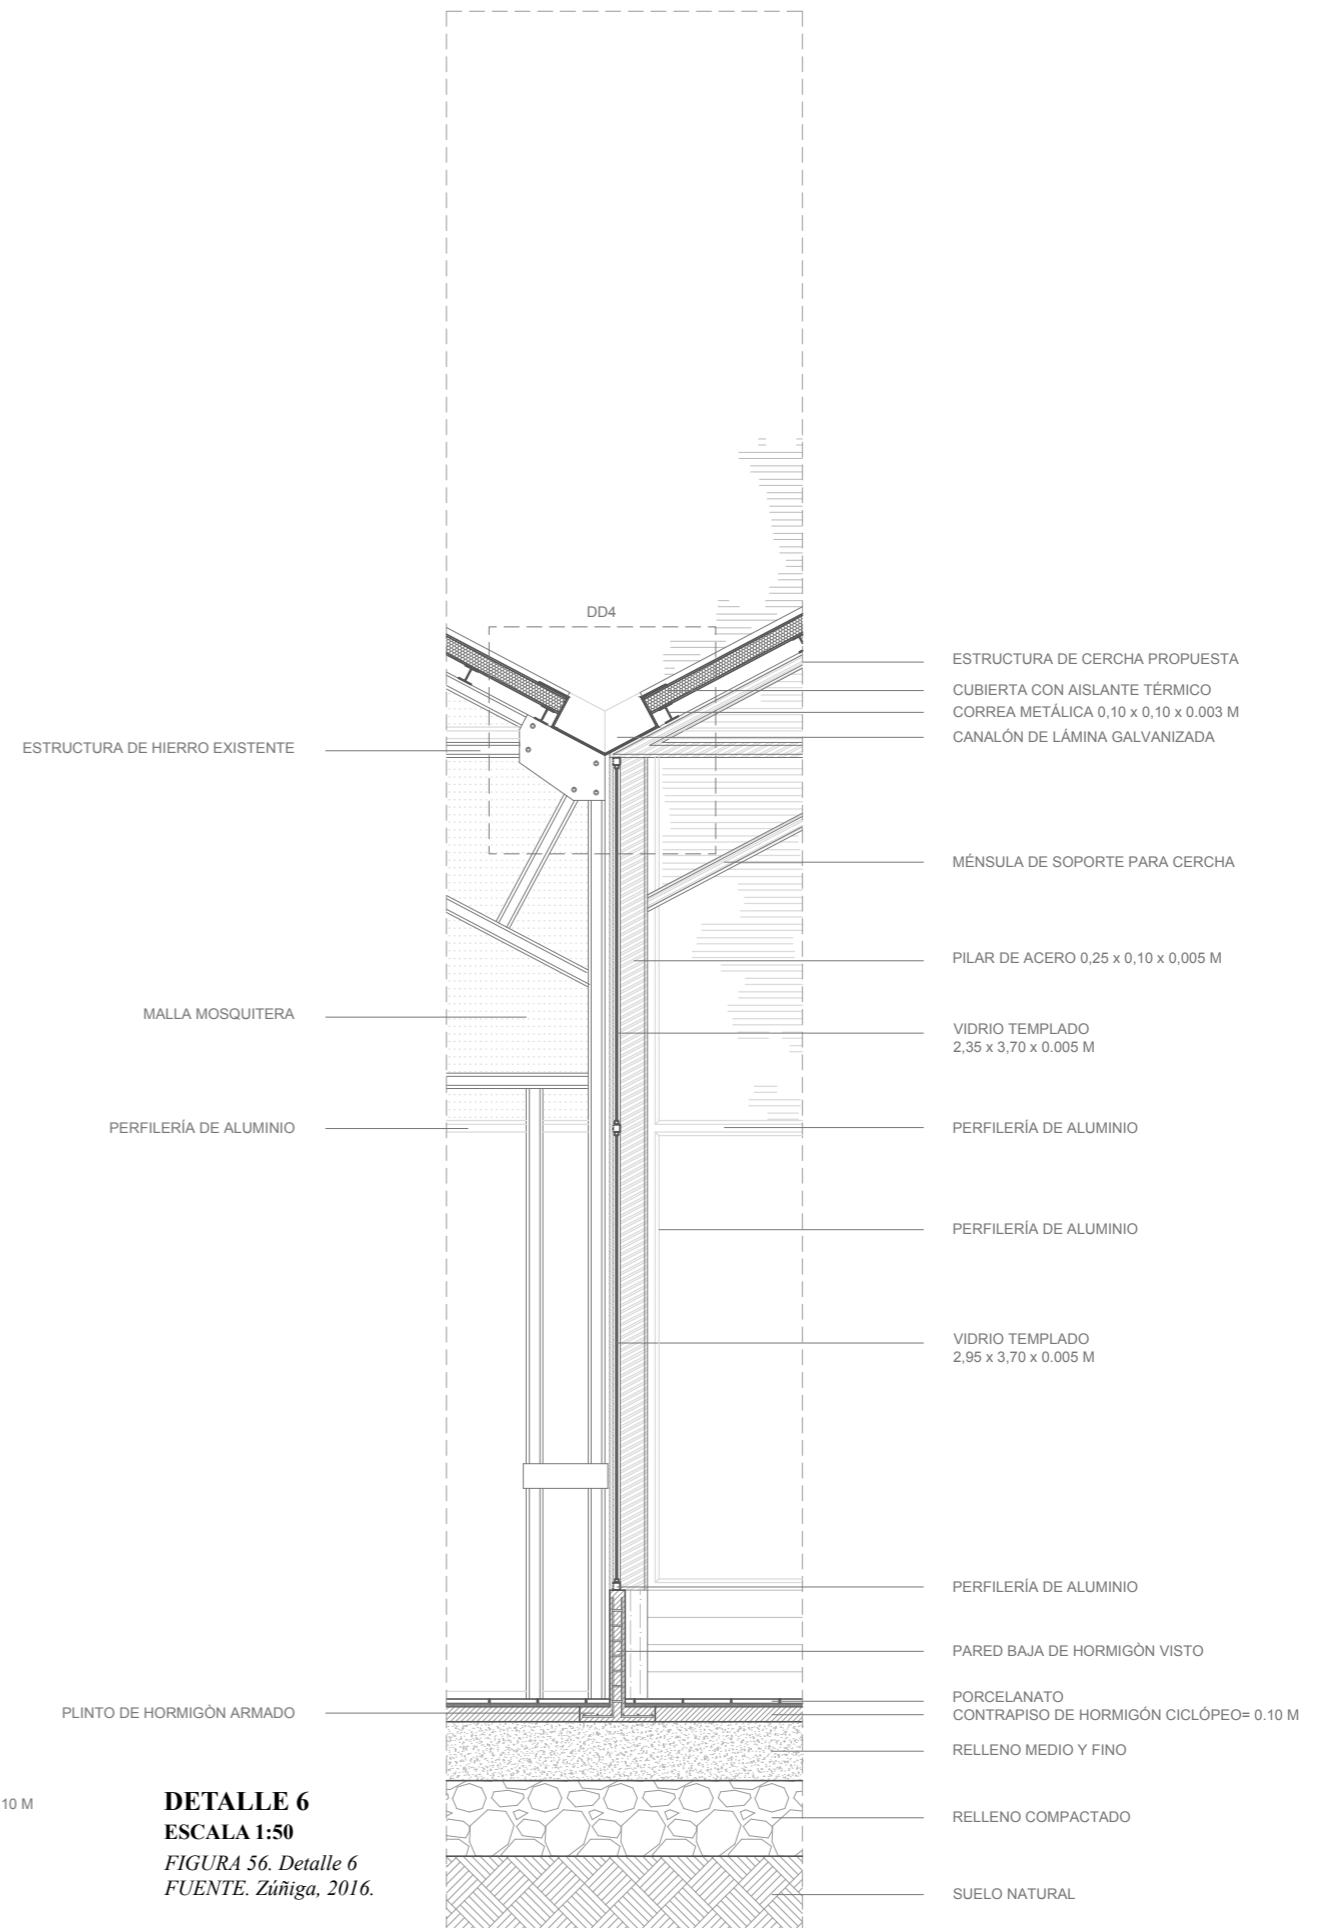 DD4
ESTRUCTURA DE HIERRO EXISTENTE
MALLA MOSQUITERA
PERFILERÍA DE ALUMINIO
PLINTO DE HORMIGÒN ARMADO
ESTRUCTURA DE CERCHA PROPUESTA
CUBIERTA CON AISLANTE TÉRMICO
CORREA METÁLICA 0,10 x 0,10 x 0.003 M
CANALÓN DE LÁMINA GALVANIZADA
MÉNSULA DE SOPORTE PARA CERCHA
PILAR DE ACERO 0,25 x 0,10 x 0,005 M
VIDRIO TEMPLADO
2,35 x 3,70 x 0.005 M
PERFILERÍA DE ALUMINIO
PERFILERÍA DE ALUMINIO
VIDRIO TEMPLADO
2,95 x 3,70 x 0.005 M
PERFILERÍA DE ALUMINIO
PARED BAJA DE HORMIGÒN VISTO
PORCELANATO
CONTRAPISO DE HORMIGÓN CICLÓPEO= 0.10 M
RELLENO MEDIO Y FINO
RELLENO COMPACTADO
SUELO NATURAL
10 M
DETALLE 6
ESCALA 1:50
FIGURA 56. Detalle 6
FUENTE. Zúñiga, 2016.